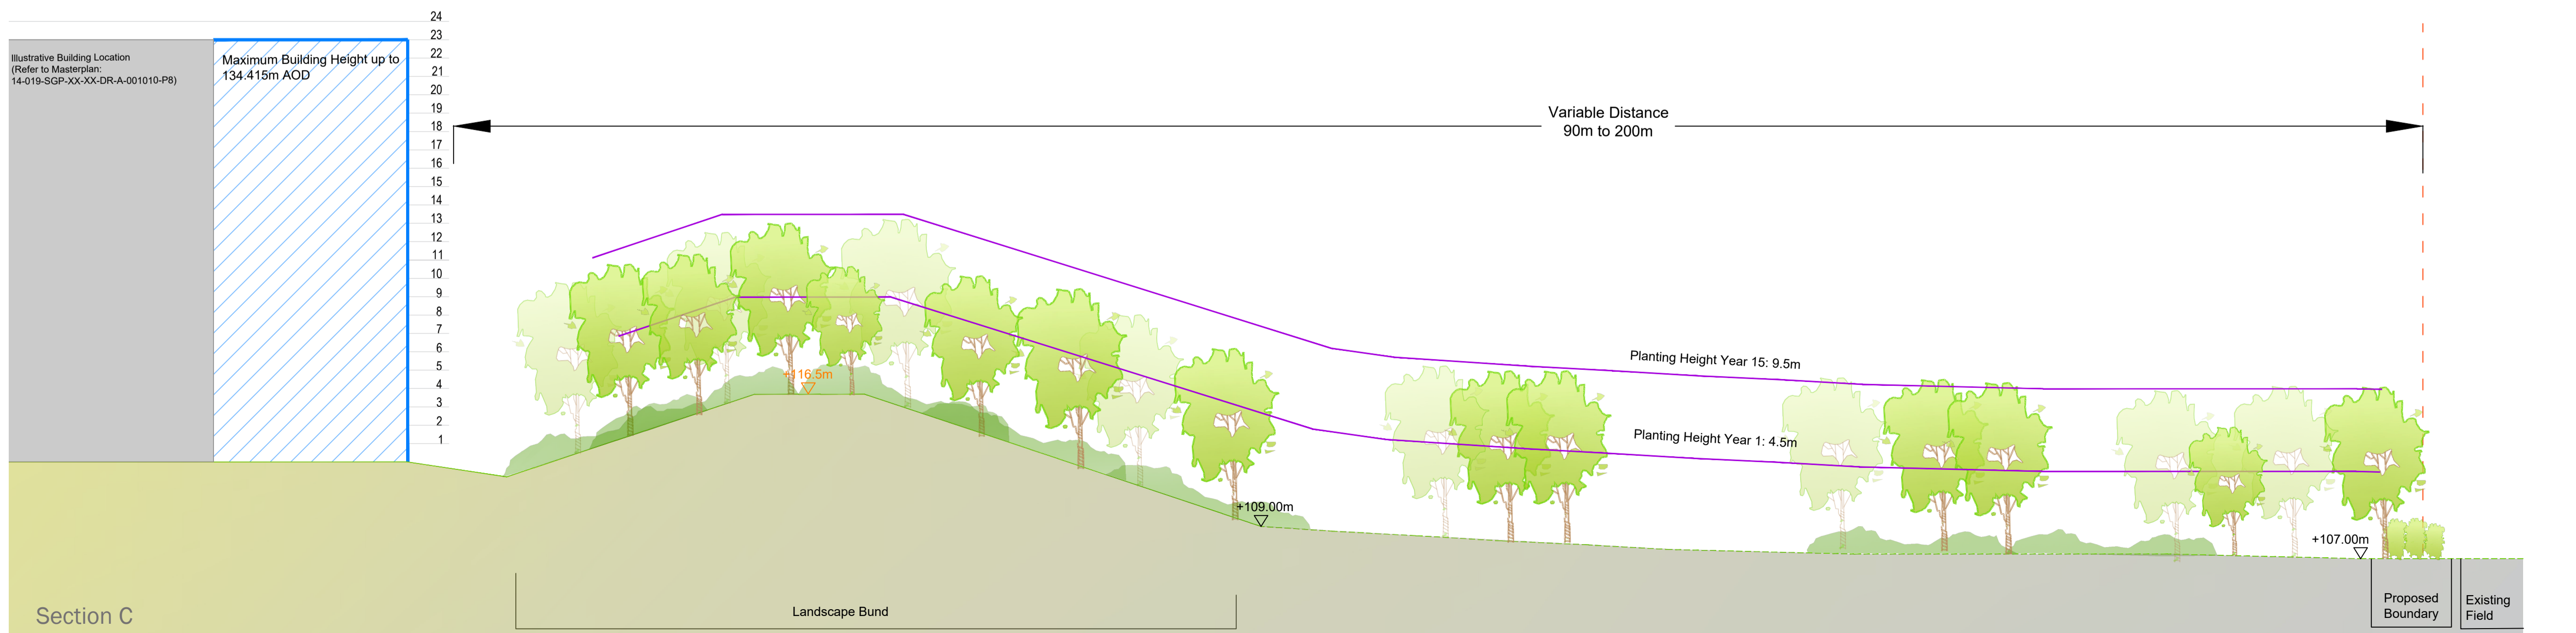 Illustrative Building Location
(Refer to Masterplan:
14-019-SGP-XX-XX-DR-A-001010-P8)
Maximum Building Height up to
134.415m AOD
24
23
22
21
20
19
18
17
16
15
14
13
12
11
10
9
8
7
6
5
4
3
2
1
Variable Distance
90m to 200m
Planting Height Year 15: 9.5m
+116.5m
Planting Height Year 1: 4.5m
+109.00m
+107.00m
Section C
Landscape Bund
Proposed
Boundary
Existing
Field